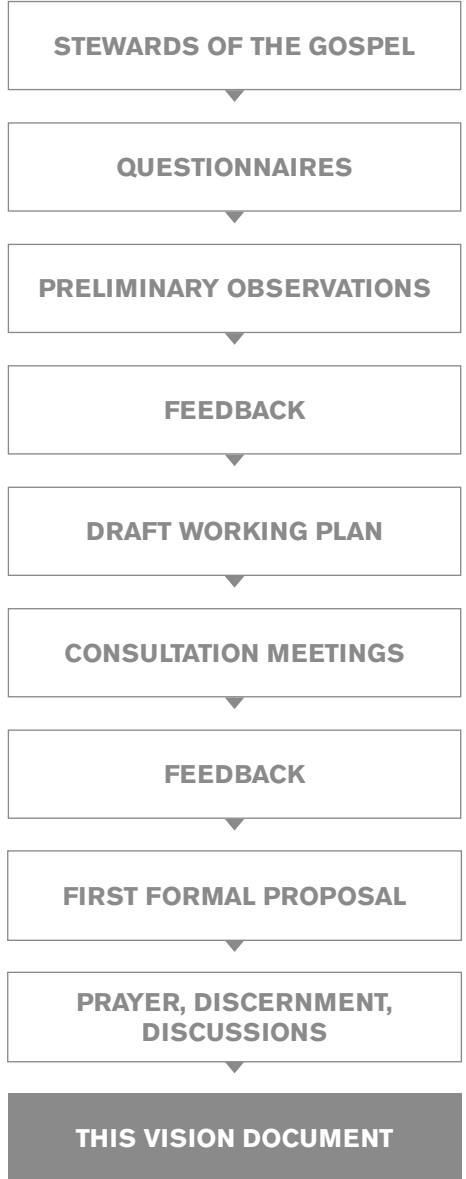 STEWARDS OF THE GOSPEL
QUESTIONNAIRES
PRELIMINARY OBSERVATIONS
FEEDBACK
DRAFT WORKING PLAN
CONSULTATION MEETINGS
FEEDBACK
FIRST FORMAL PROPOSAL
PRAYER, DISCERNMENT,
DISCUSSIONS
THIS VISION DOCUMENT